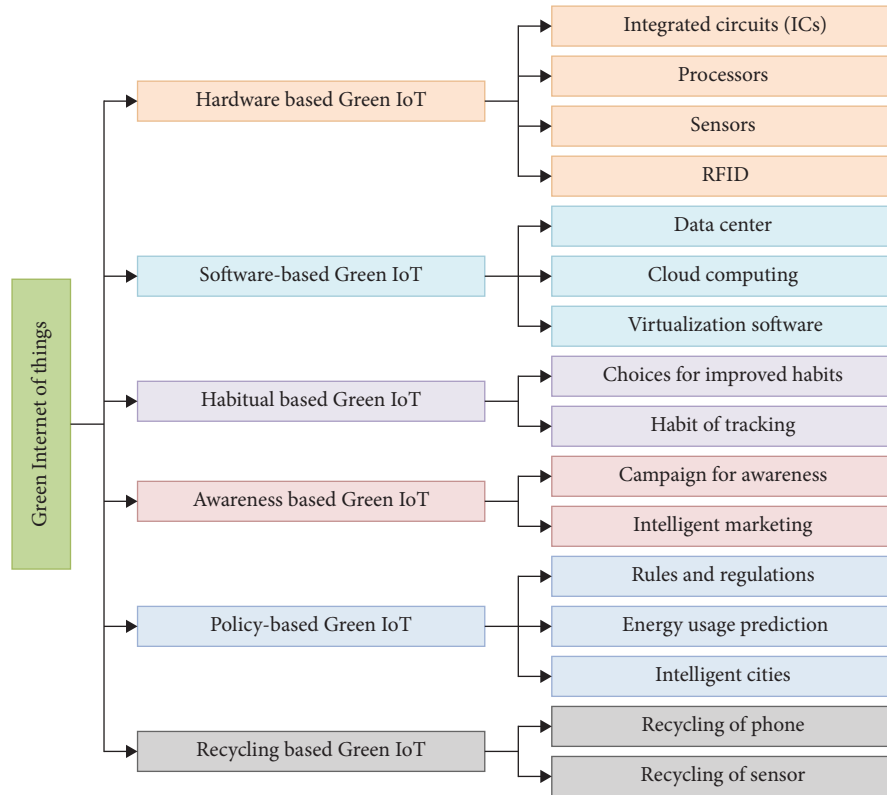 Green Internet of things
Hardware based Green IoT
Integrated circuits (ICs)
Processors
Sensors
RFID
Software-based Green IoT
Data center
Cloud computing
Virtualization software
Habitual based Green IoT
Choices for improved habits
Habit of tracking
Awareness based Green IoT
Campaign for awareness
Intelligent marketing
Policy-based Green IoT
Rules and regulations
Energy usage prediction
Intelligent cities
Recycling based Green IoT
Recycling of phone
Recycling of sensor